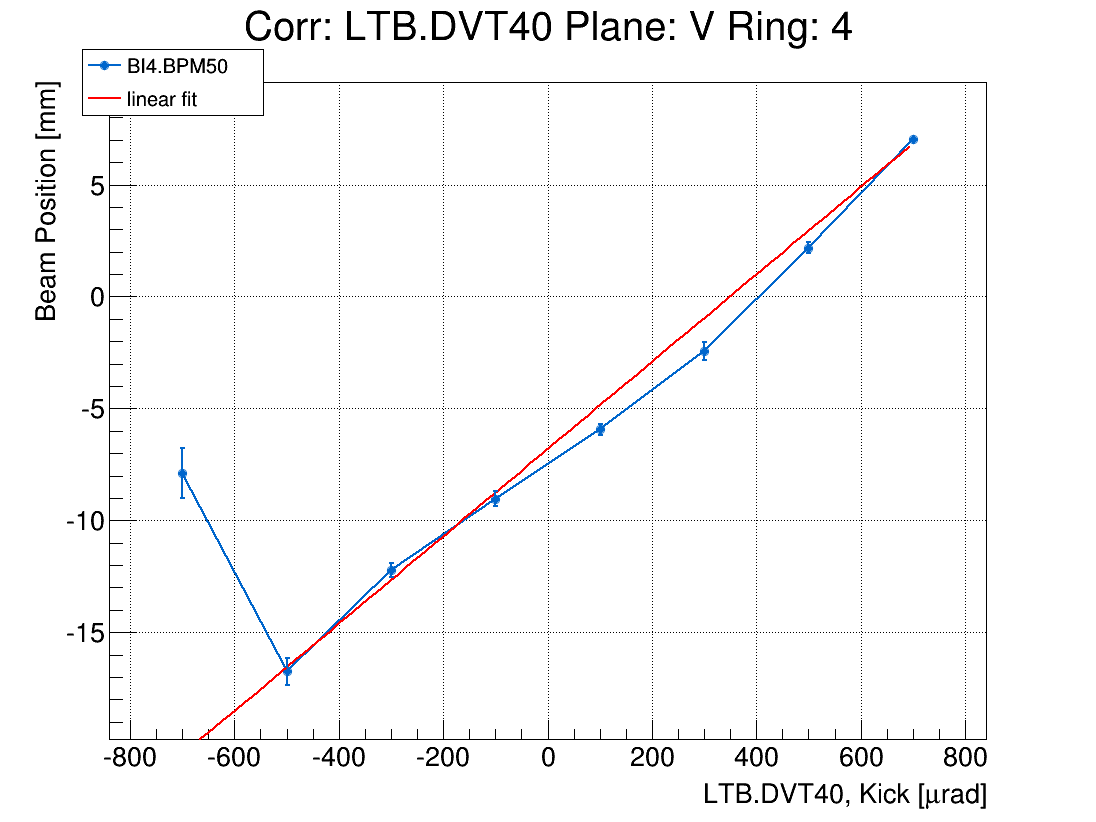 Corr: LTB.DVT40 Plane: V Ring: 4
BI4.BPM50
linear fit
Beam Position [mm]
5
0
-5
-10
-15
-800 -600 -400 -200 0 200 400 600 800
LTB.DVT40, Kick [μrad]